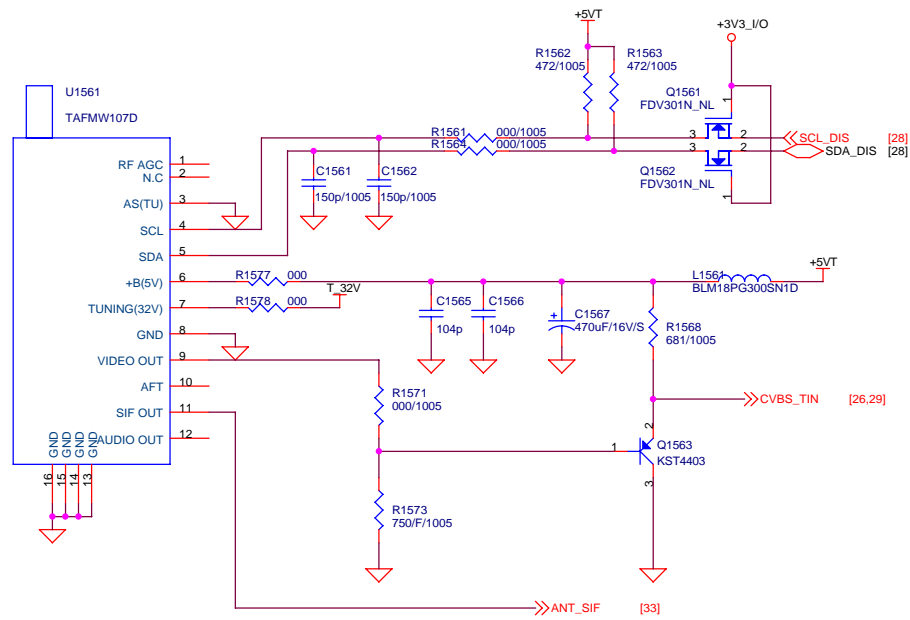 +5VT
+3V3_I/O
U1561
TAFMW107D
R1562
472/1005
R1563
472/1005
Q1561
FDV301N_NL
1
R1561
000/1005
3
2
SCL_DIS
[28]
R1564
000/1005
3
2
SDA_DIS
[28]
Q1562
FDV301N_NL
1
RF AGC
1
N.C
2
AS(TU)
3
SCL
4
SDA
5
+B(5V)
6
TUNING(32V)
7
GND
8
VIDEO OUT
9
AFT
10
SIF OUT
11
AUDIO OUT
12
C1561
150p/1005
C1562
150p/1005
R1577
000
R1578
000
T_32V
L1561
BLM18PG300SN1D
+5VT
C1565
104p
C1566
104p
+
C1567
470uF/16V/S
R1568
681/1005
R1571
000/1005
CVBS_TIN
[26,29]
2
1
Q1563
KST4403
3
GND
GND
GND
GND
16
15
14
13
R1573
750/F/1005
ANT_SIF
[33]